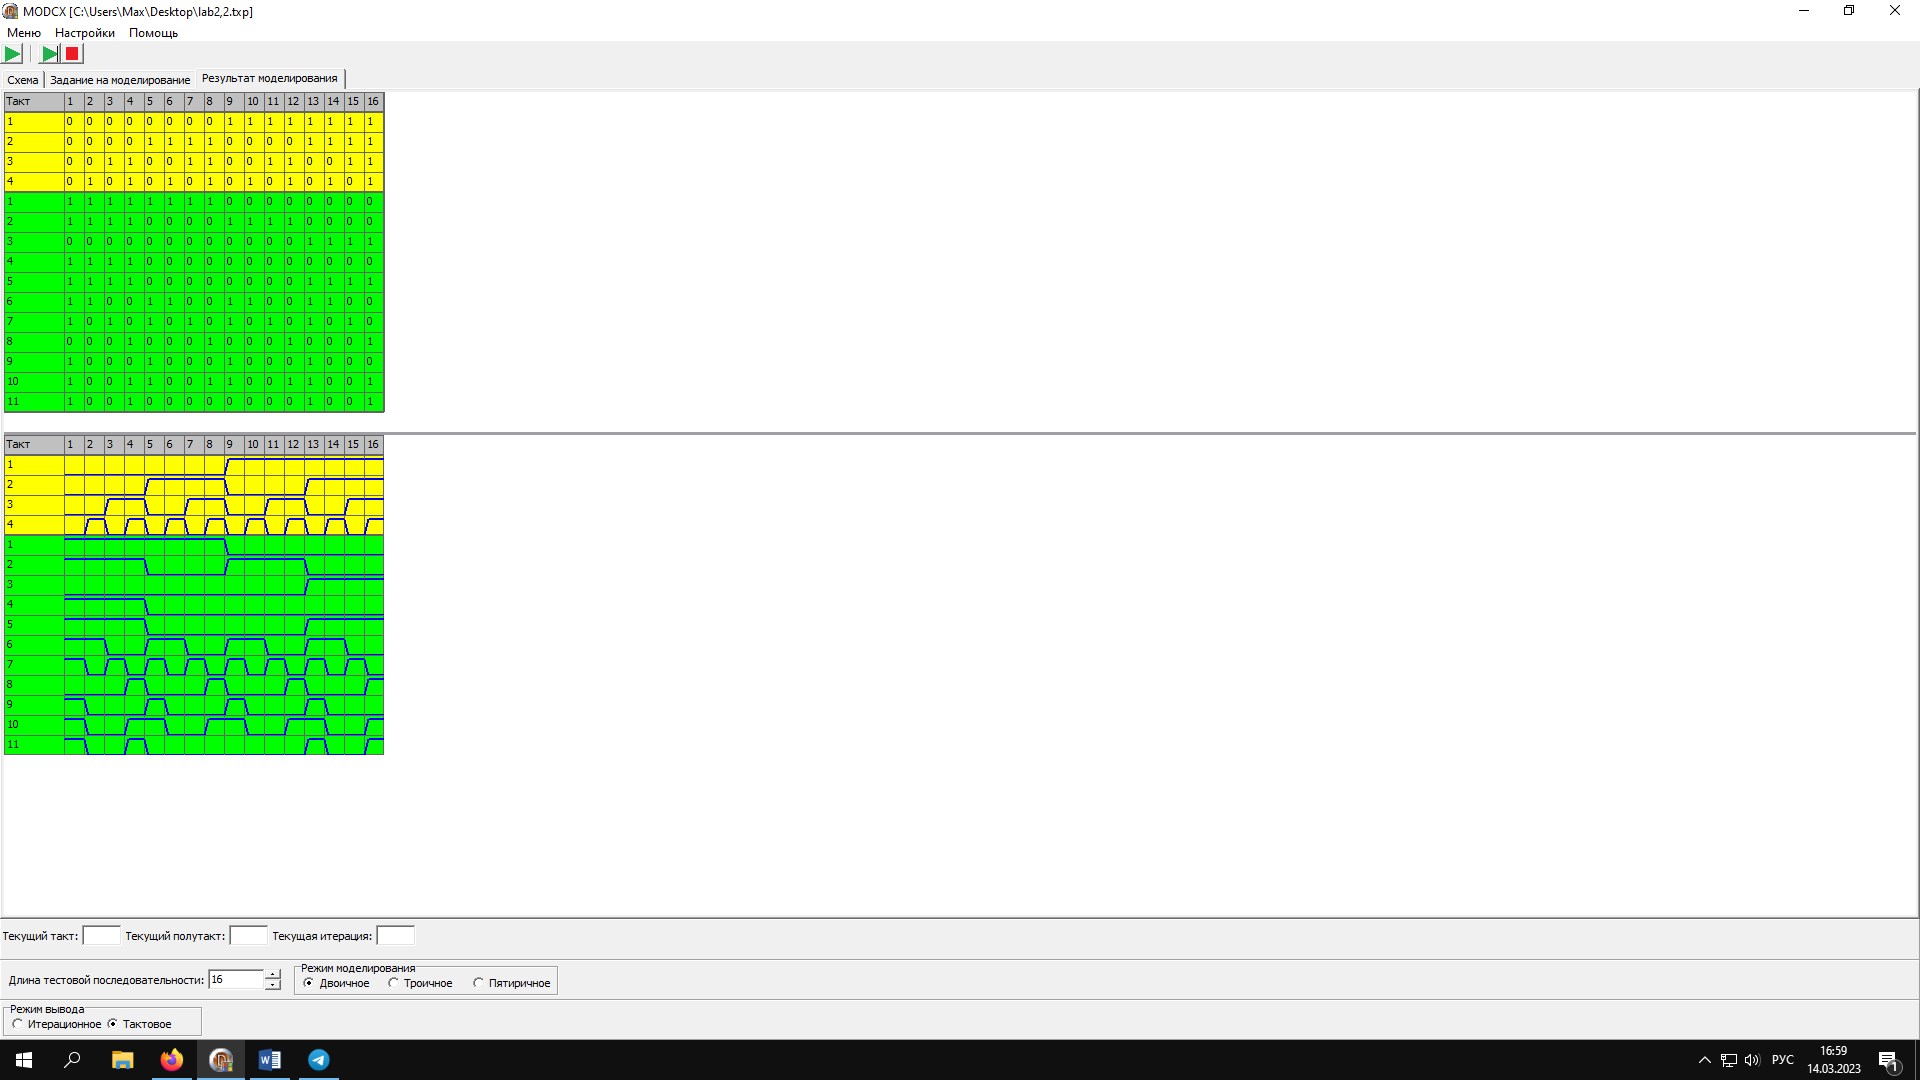 MODCX [C:\Users\Max\Desktop\lab2,2.txp]
Меню Настройки Помощь
Схема Задание на моделирование Результат моделирования
Такт 1 2 3 4 5 6 7 8 9 10 11 12 13 14 15 16
1 0 0 0 0 0 0 0 0 1 1 1 1 1 1 1 1
2 0 0 0 0 1 1 1 1 0 0 0 0 1 1 1 1
3 0 0 1 1 0 0 1 1 0 0 1 1 0 0 1 1
4 0 1 0 1 0 1 0 1 0 1 0 1 0 1 0 1
1 1 1 1 1 1 1 1 1 0 0 0 0 0 0 0 0
2 1 1 1 1 0 0 0 0 1 1 1 1 0 0 0 0
3 0 0 0 0 0 0 0 0 0 0 0 0 1 1 1 1
4 1 1 1 1 0 0 0 0 0 0 0 0 0 0 0 0
5 1 1 1 1 0 0 0 0 0 0 0 0 1 1 1 1
6 1 1 0 0 1 1 0 0 1 1 0 0 1 1 0 0
7 1 0 1 0 1 0 1 0 1 0 1 0 1 0 1 0
8 0 0 0 1 0 0 0 1 0 0 0 1 0 0 0 1
9 1 0 0 0 1 0 0 0 1 0 0 0 1 0 0 0
10 1 0 0 1 1 0 0 1 1 0 0 1 1 0 0 1
11 1 0 0 1 0 0 0 0 0 0 0 0 1 0 0 1
Такт 1 2 3 4 5 6 7 8 9 10 11 12 13 14 15 16
1
2
3
4
1
2
3
4
5
6
7
8
9
10
11
Текущий такт: Текущий полутакт: Текущая итерация:
Режим моделирования
Длина тестовой последовательности: 16 Двоичное Троичное Пятиричное
Режим вывода
Итерационное Тактовое
РУС 16:59
14.03.2023 1